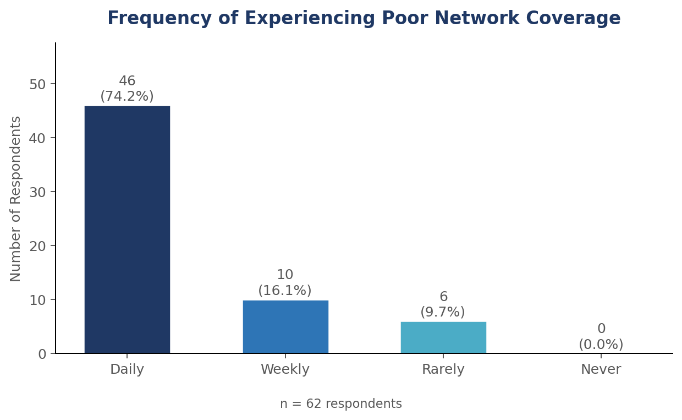 Frequency of Experiencing Poor Network Coverage
Number of Respondents
50
40
30
20
10
0
46
(74.2%)
10
(16.1%)
6
(9.7%)
0
(0.0%)
Daily
Weekly
Rarely
Never
n = 62 respondents